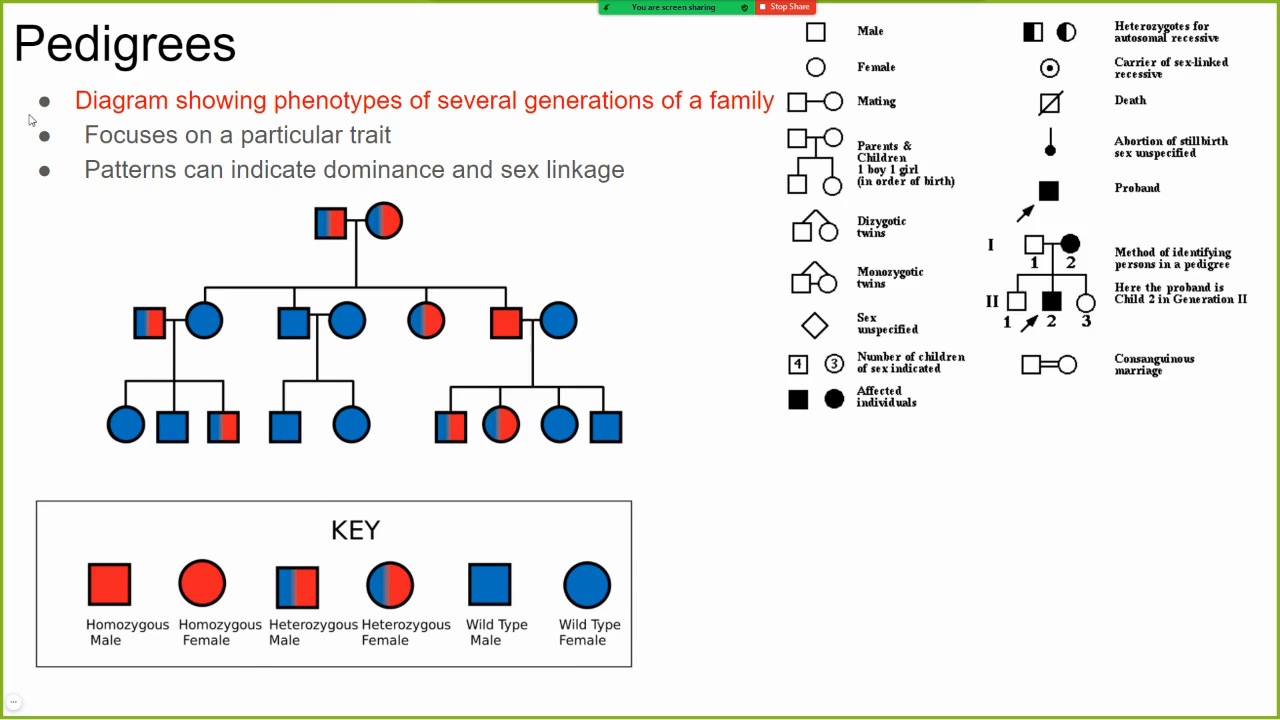 You are screen sharing
Stop Share
Pedigrees
● Diagram showing phenotypes of several generations of a family
● Focuses on a particular trait
● Patterns can indicate dominance and sex linkage
KEY
Homozygous Male
Homozygous Female
Heterozygous Male
Heterozygous Female
Wild Type Male
Wild Type Female
Male
Female
Mating
Parents &
Children
1 boy 1 girl
(in order of birth)
Dizygotic
twins
Monozygotic
twins
Sex
unspecified
4 3
Number of children
of sex indicated
Affected
individuals
Heterozygotes for
autosomal recessive
Carrier of sex-linked
recessive
Death
Abortion of stillbirth
sex unspecified
Proband
I
1 2
II
1 2 3
Method of identifying
persons in a pedigree
Here the proband is
Child 2 in Generation II
Consanguinous
marriage